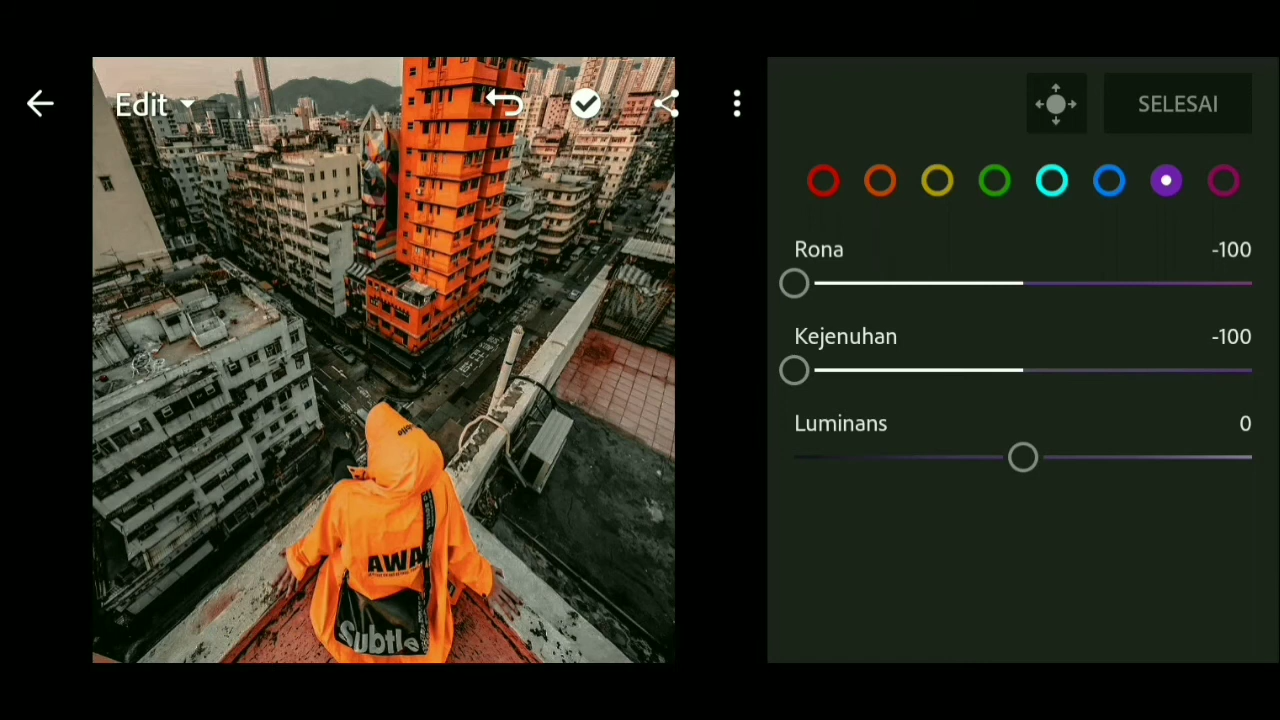 Edit
SELESAI
Rona -100
Kejenuhan -100
Luminans 0
AWA
Subtle